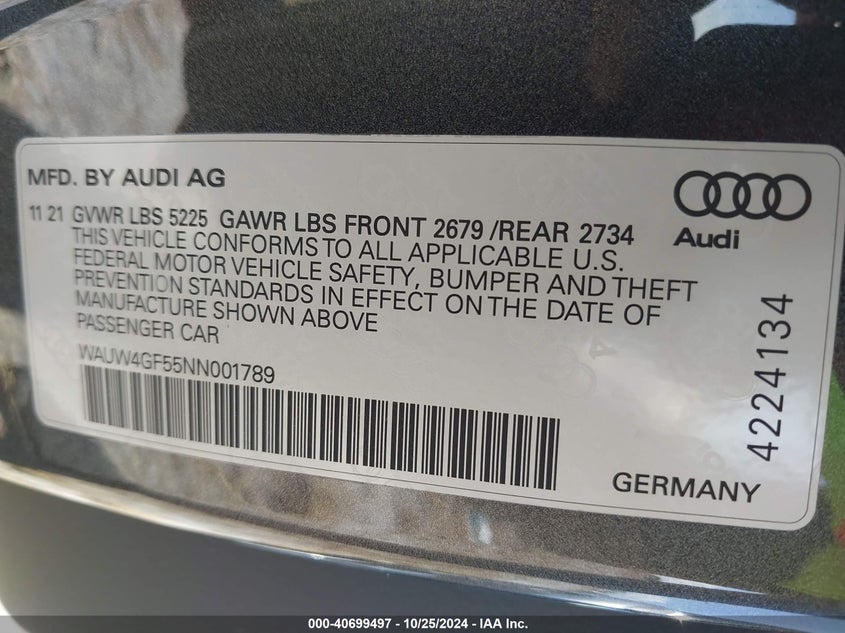 MFD. BY AUDI AG
Audi
11 21 GVWR LBS 5225 GAWR LBS FRONT 2679 /REAR 2734
THIS VEHICLE CONFORMS TO ALL APPLICABLE U.S.
FEDERAL MOTOR VEHICLE SAFETY, BUMPER AND THEFT
PREVENTION STANDARDS IN EFFECT ON THE DATE OF
MANUFACTURE SHOWN ABOVE
PASSENGER CAR
WAUW4GF55NN001789
4224134
GERMANY
000-40699497 - 10/25/2024 - IAA Inc.